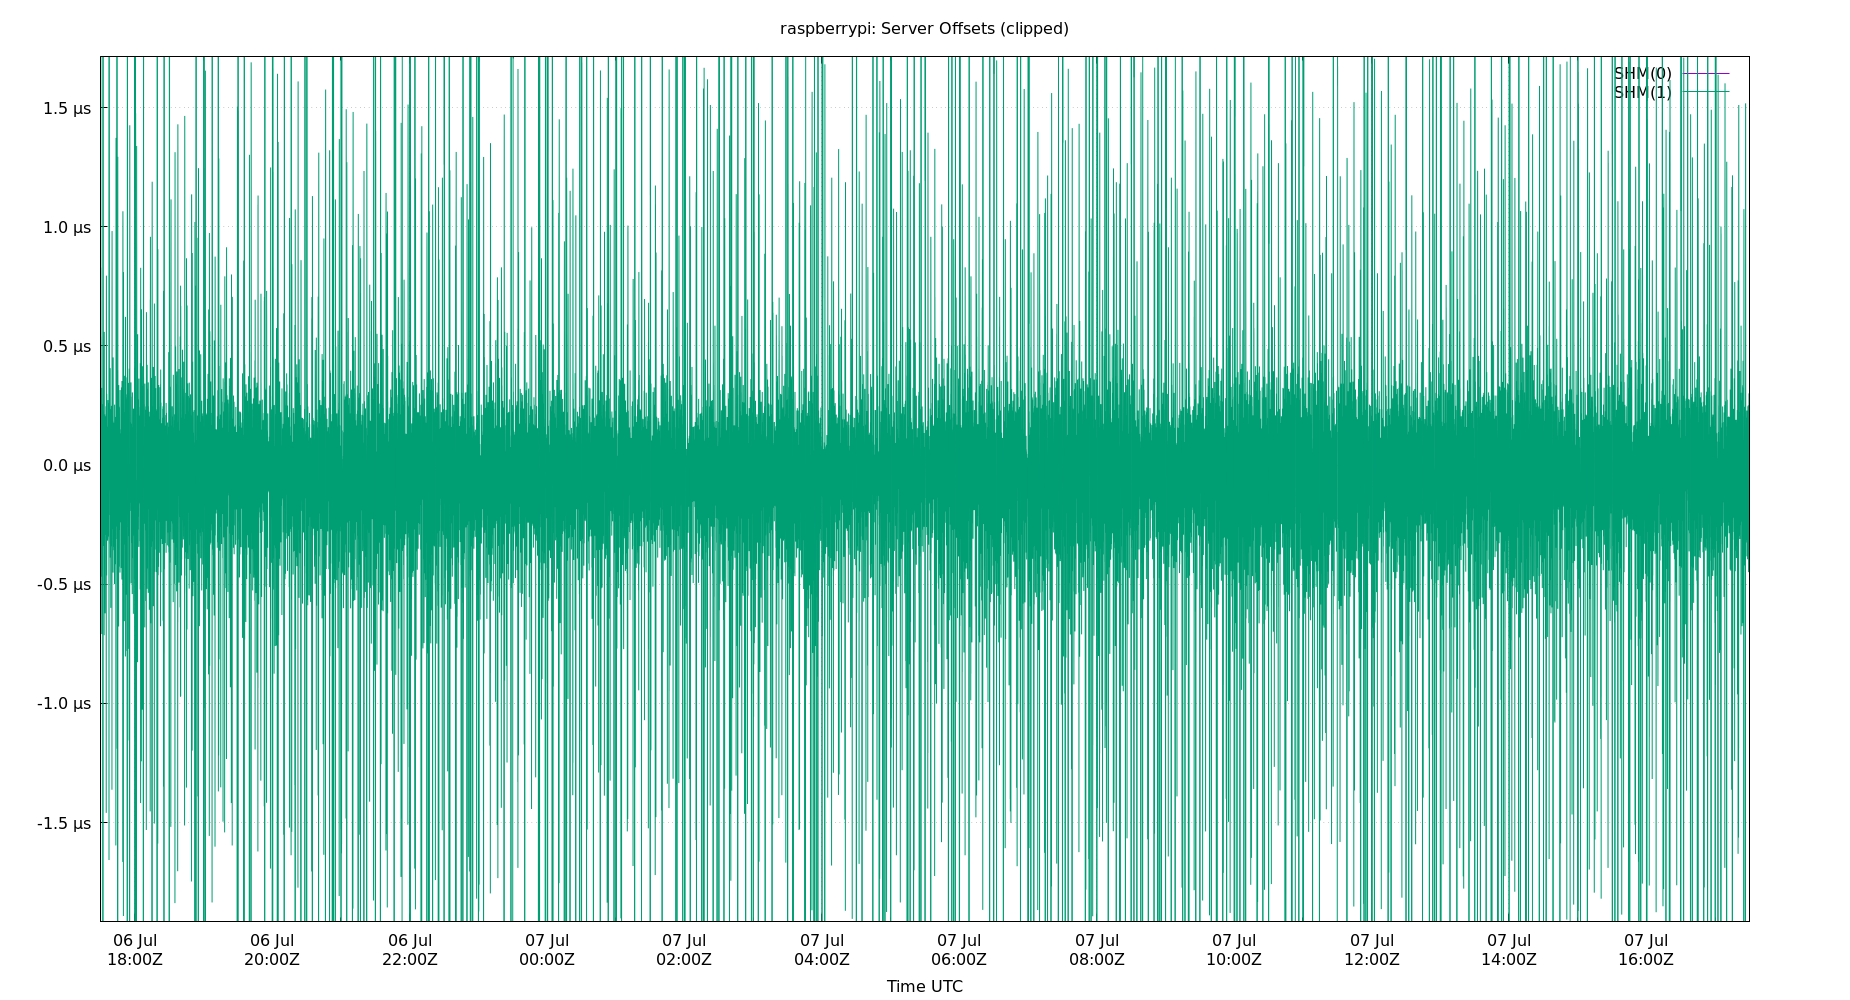 raspberrypi: Server Offsets (clipped)
SHM(0)
SHM(1)
1.5 µs
1.0 µs
0.5 µs
0.0 µs
-0.5 µs
-1.0 µs
-1.5 µs
06 Jul 06 Jul 06 Jul 07 Jul 07 Jul 07 Jul 07 Jul 07 Jul 07 Jul 07 Jul 07 Jul 07 Jul
18:00Z 20:00Z 22:00Z 00:00Z 02:00Z 04:00Z 06:00Z 08:00Z 10:00Z 12:00Z 14:00Z 16:00Z
Time UTC